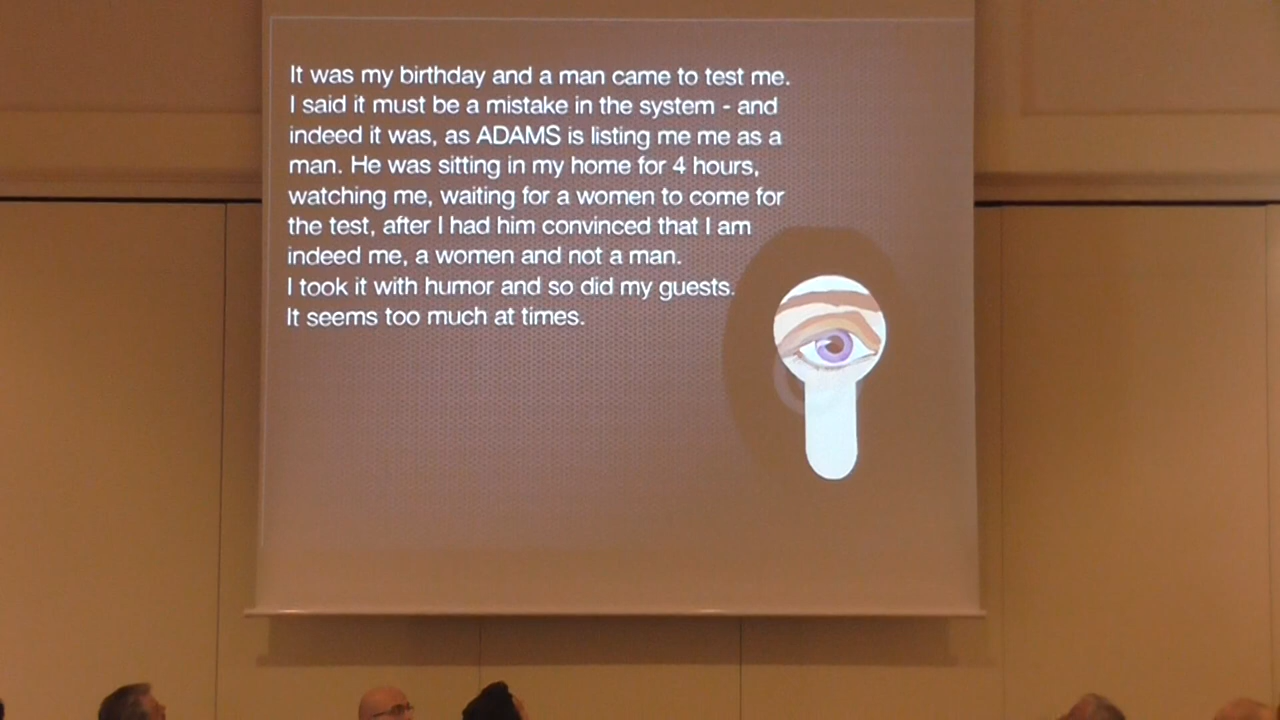 It was my birthday and a man came to test me.
I said it must be a mistake in the system - and
indeed it was, as ADAMS is listing me me as a
man. He was sitting in my home for 4 hours,
watching me, waiting for a women to come for
the test, after I had him convinced that I am
indeed me, a women and not a man.
I took it with humor and so did my guests.
It seems too much at times.